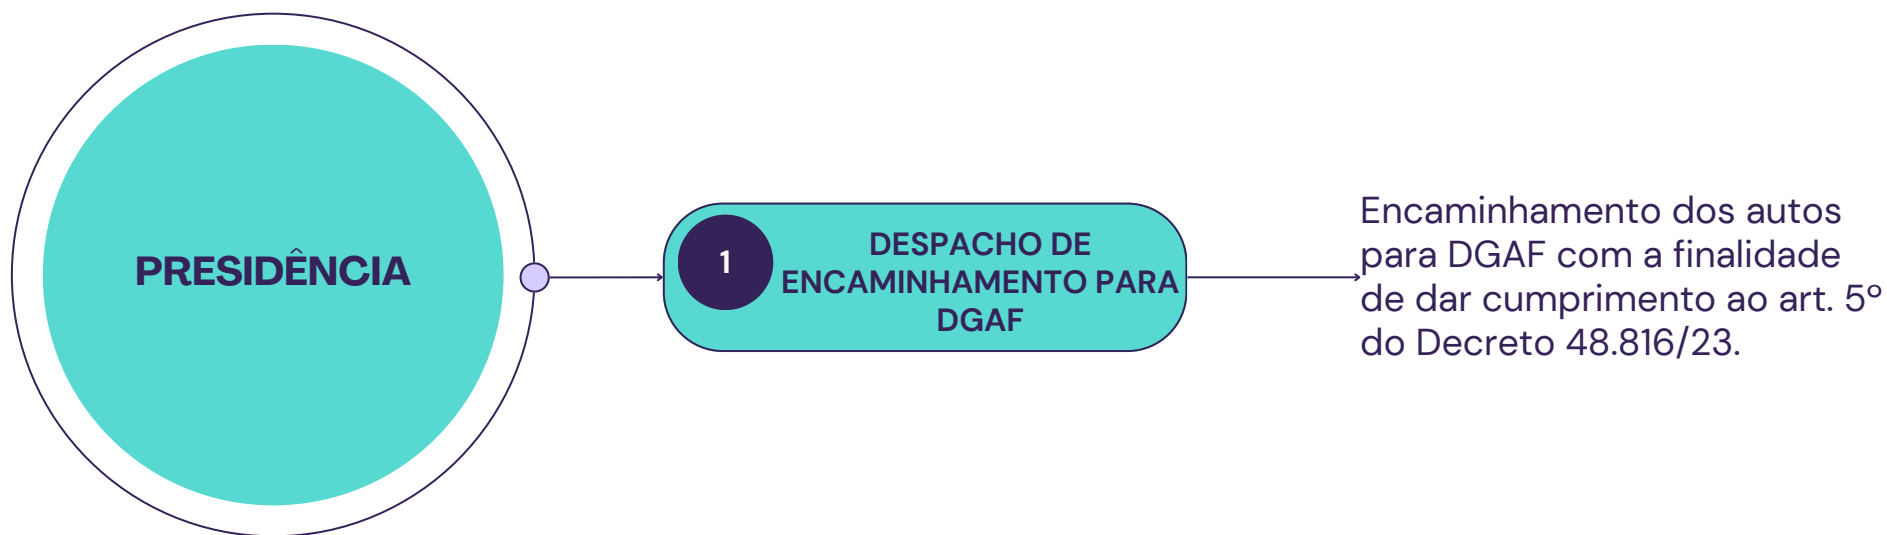 PRESIDÊNCIA
1
DESPACHO DE
ENCAMINHAMENTO PARA
DGAF
Encaminhamento dos autos
para DGAF com a finalidade
de dar cumprimento ao art. 5º
do Decreto 48.816/23.